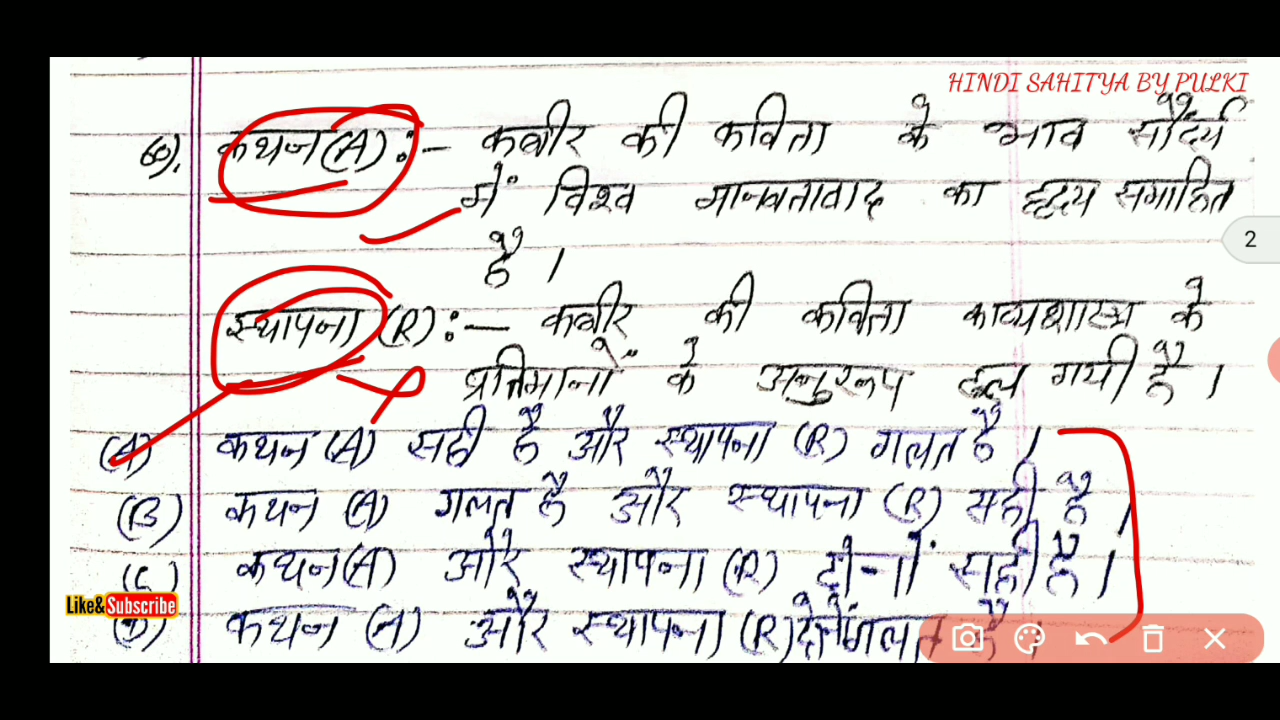 HINDI SAHITYA BY PULKI
कथन (A) :- कबीर की कविता के भाव सौंदर्य
में विश्व मानवतावाद का हृदय समाहित
है ।
2
स्थापना (R) :- कबीर की कविता काव्यशास्त्र के
प्रतिमानों के अनुरूप ढल गयी है ।
(A) कथन (A) सही है और स्थापना (R) गलत है ।
(B) कथन (A) गलत है और स्थापना (R) सही है ।
(C) कथन (A) और स्थापना (R) दोनों सही है ।
Like& Subscribe
(D) कथन (A) और स्थापना (R) दोनों गलत है ।